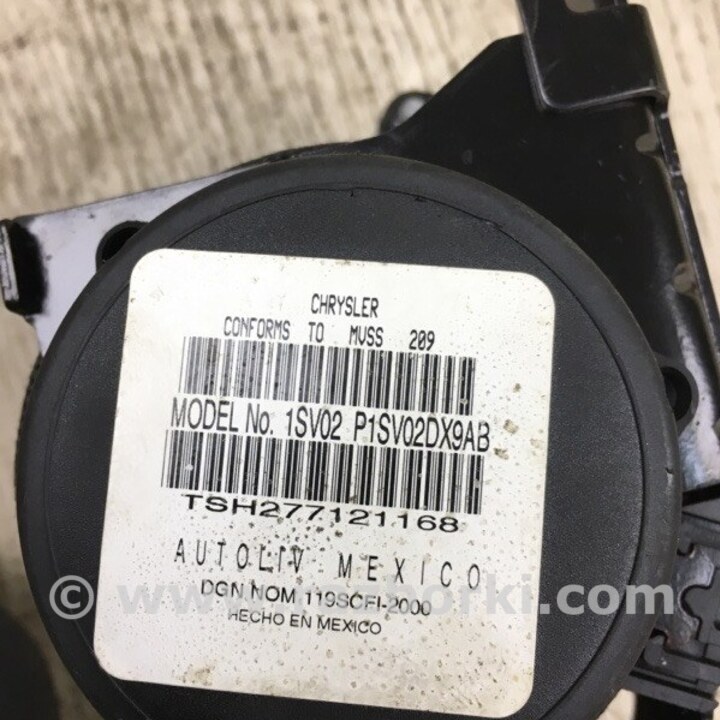 CHRYSLER
CONFORMS TO MVSS 209
MODEL No. 1SV02 P1SV02DX9AB
TSH277121168
AUTOLIV MEXICO
DGN NOM 119SCFI-2000
HECHO EN MEXICO